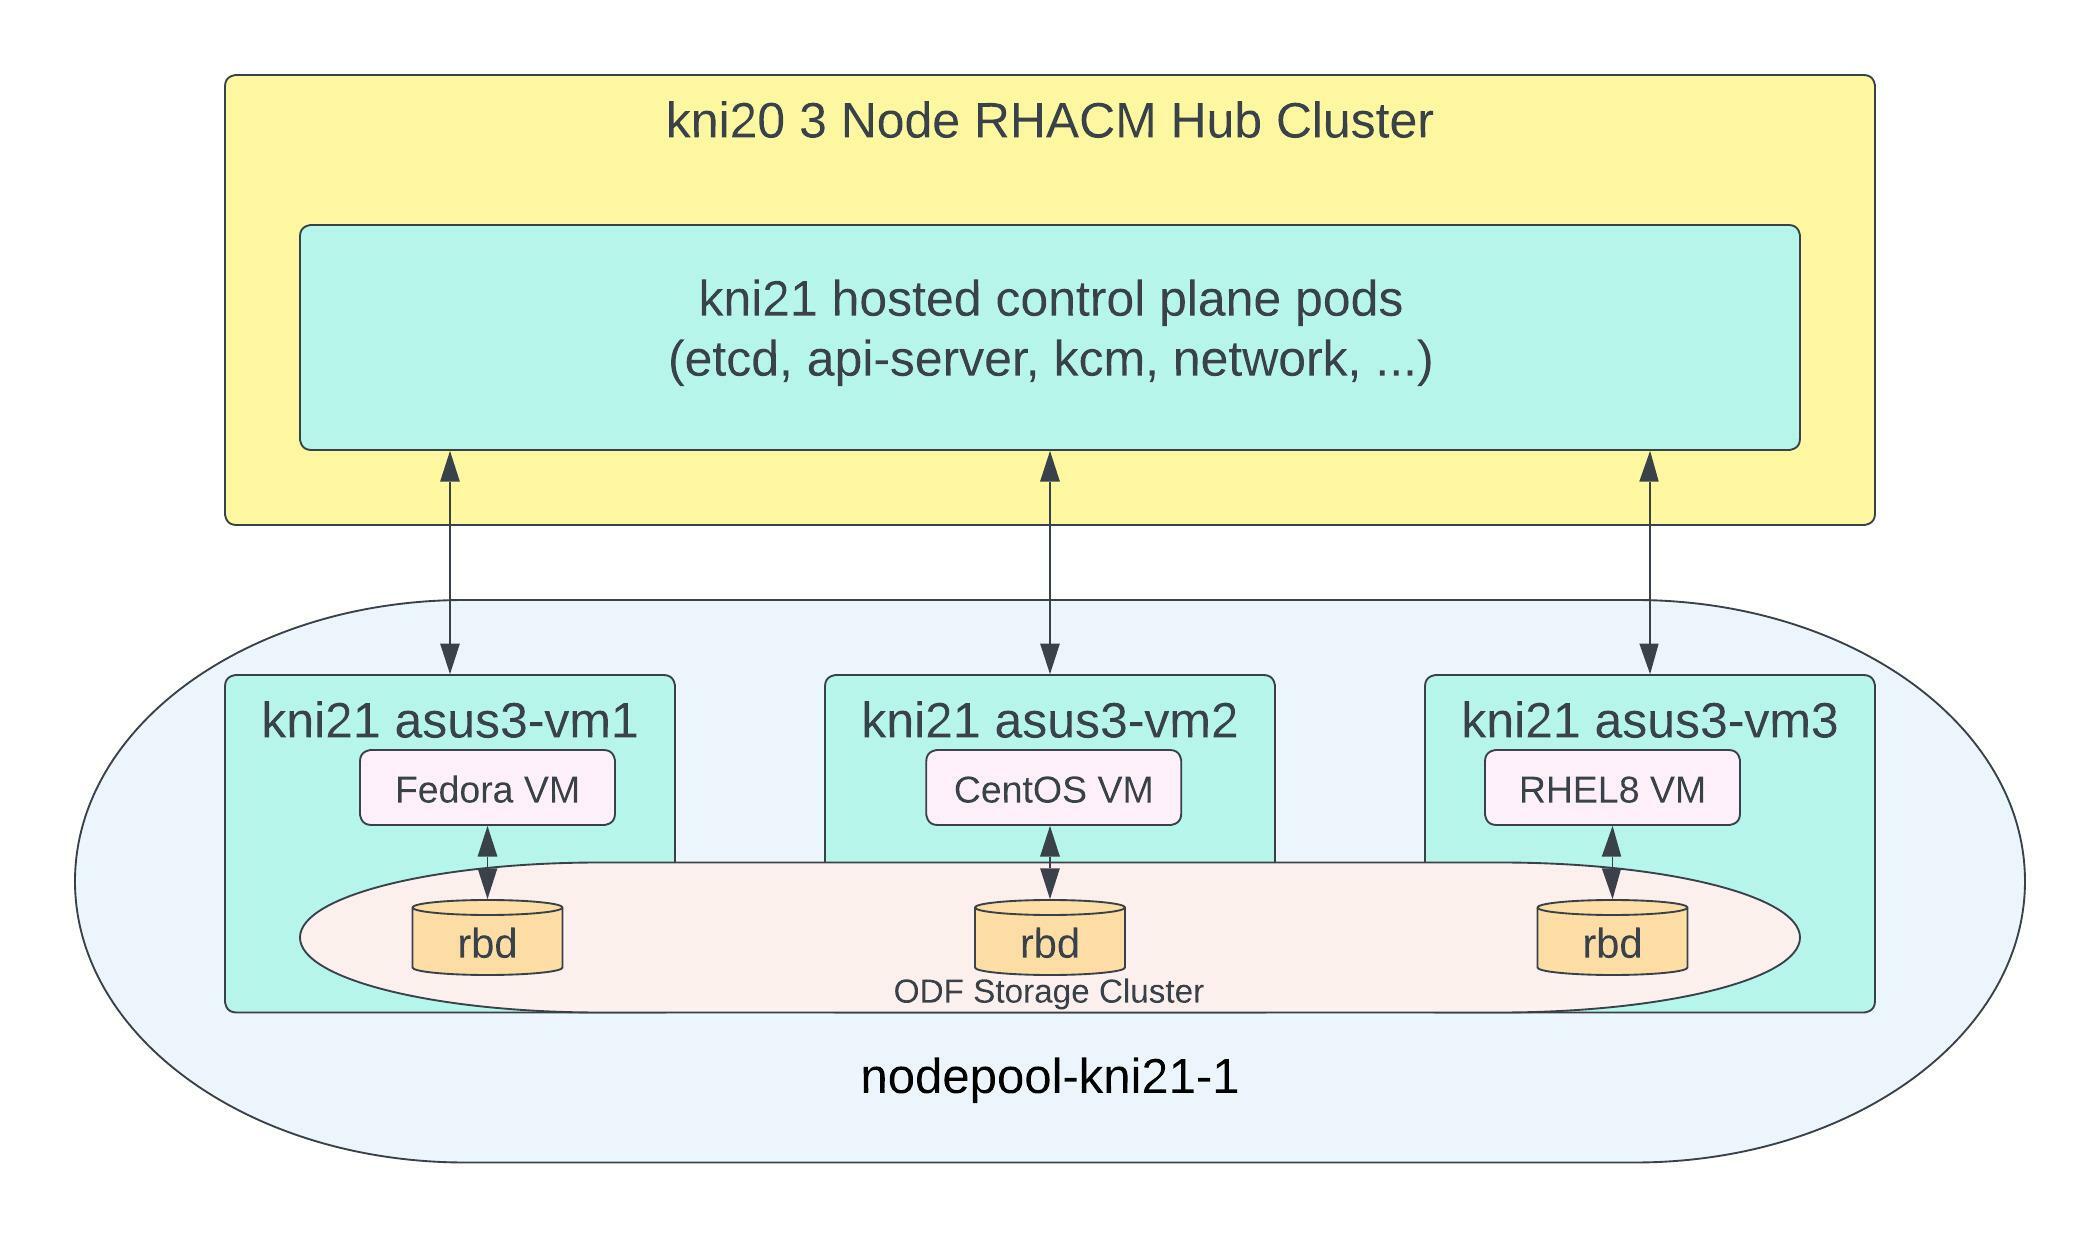 kni20 3 Node RHACM Hub Cluster
kni21 hosted control plane pods
(etcd, api-server, kcm, network, ...)
kni21 asus3-vm1
Fedora VM
rbd
kni21 asus3-vm2
CentOS VM
rbd
kni21 asus3-vm3
RHEL8 VM
rbd
ODF Storage Cluster
nodepool-kni21-1